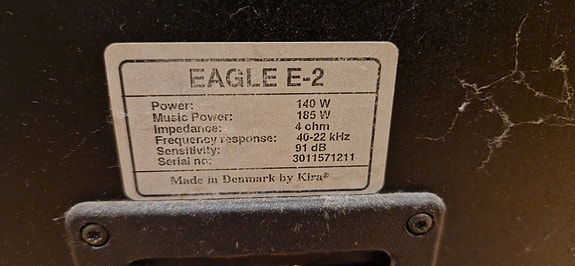 EAGLE E-2
Power: 140 W
Music Power: 185 W
Impedance: 4 ohm
Frequency response: 40-22 kHz
Sensitivity: 91 dB
Serial no: 3011571211
Made in Denmark by Kira®